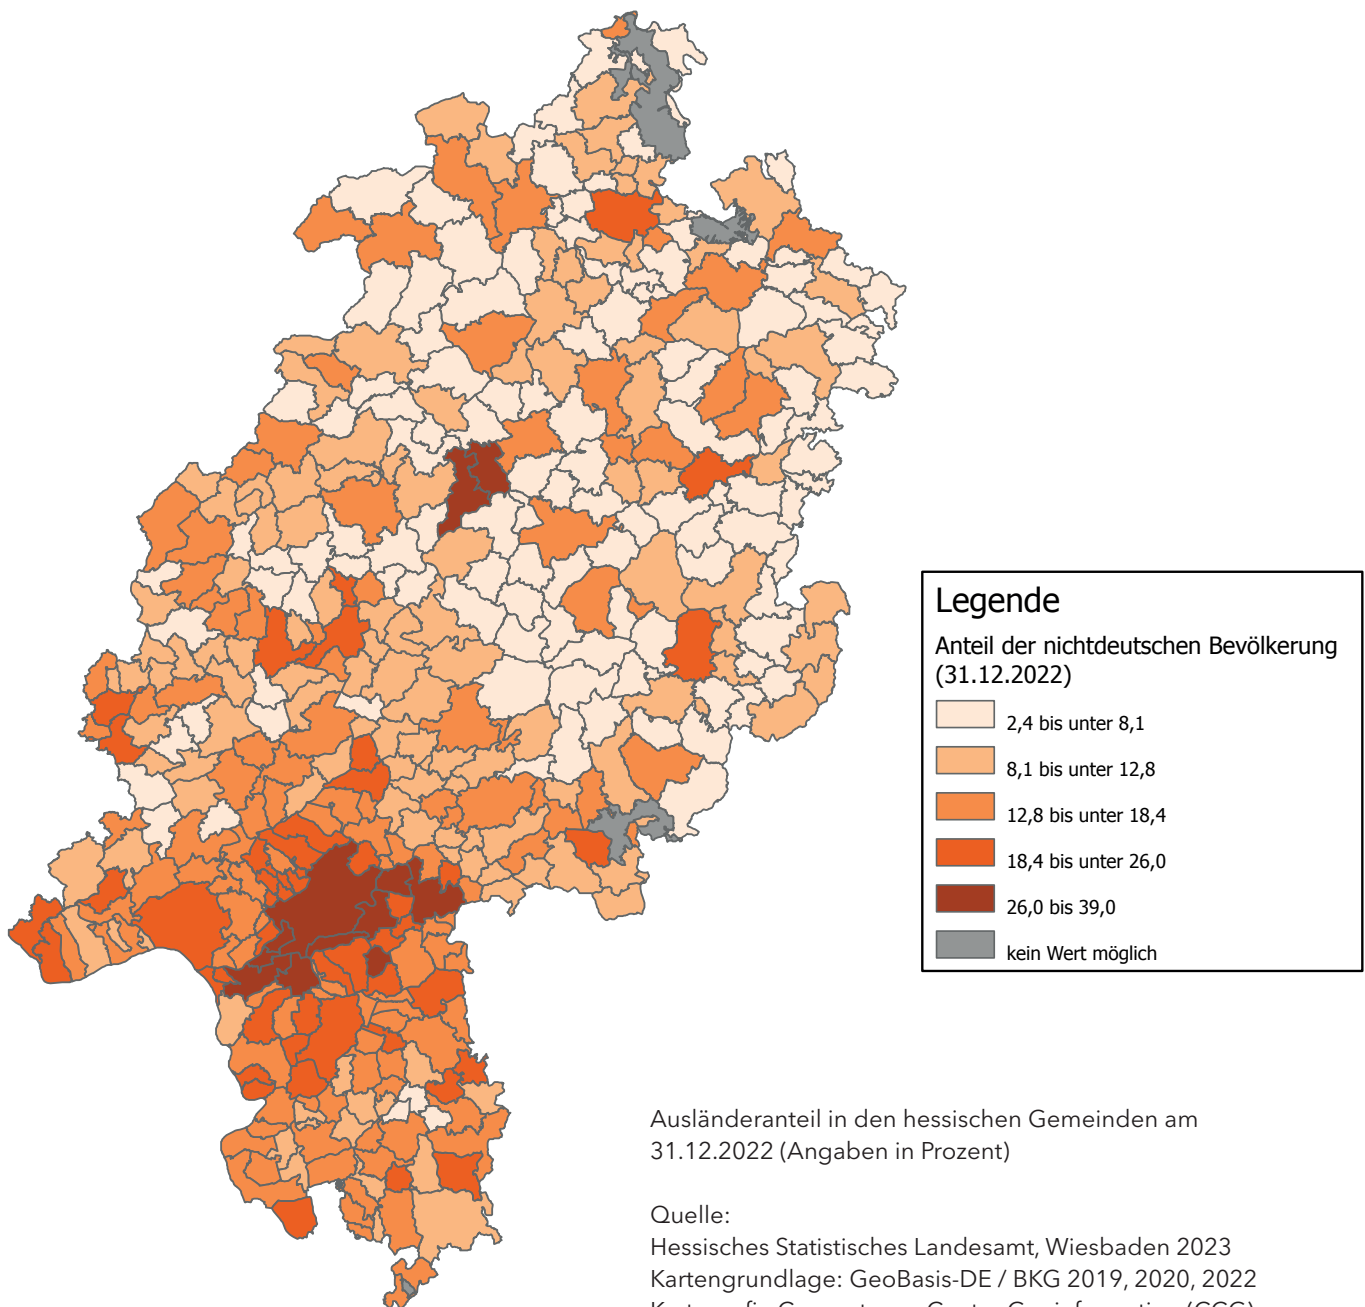 Legende
Anteil der nichtdeutschen Bevölkerung
(31.12.2022)
2,4 bis unter 8,1
8,1 bis unter 12,8
12,8 bis unter 18,4
18,4 bis unter 26,0
26,0 bis 39,0
kein Wert möglich
Ausländeranteil in den hessischen Gemeinden am
31.12.2022 (Angaben in Prozent)
Quelle:
Hessisches Statistisches Landesamt, Wiesbaden 2023
Kartengrundlage: GeoBasis-DE / BKG 2019, 2020, 2022